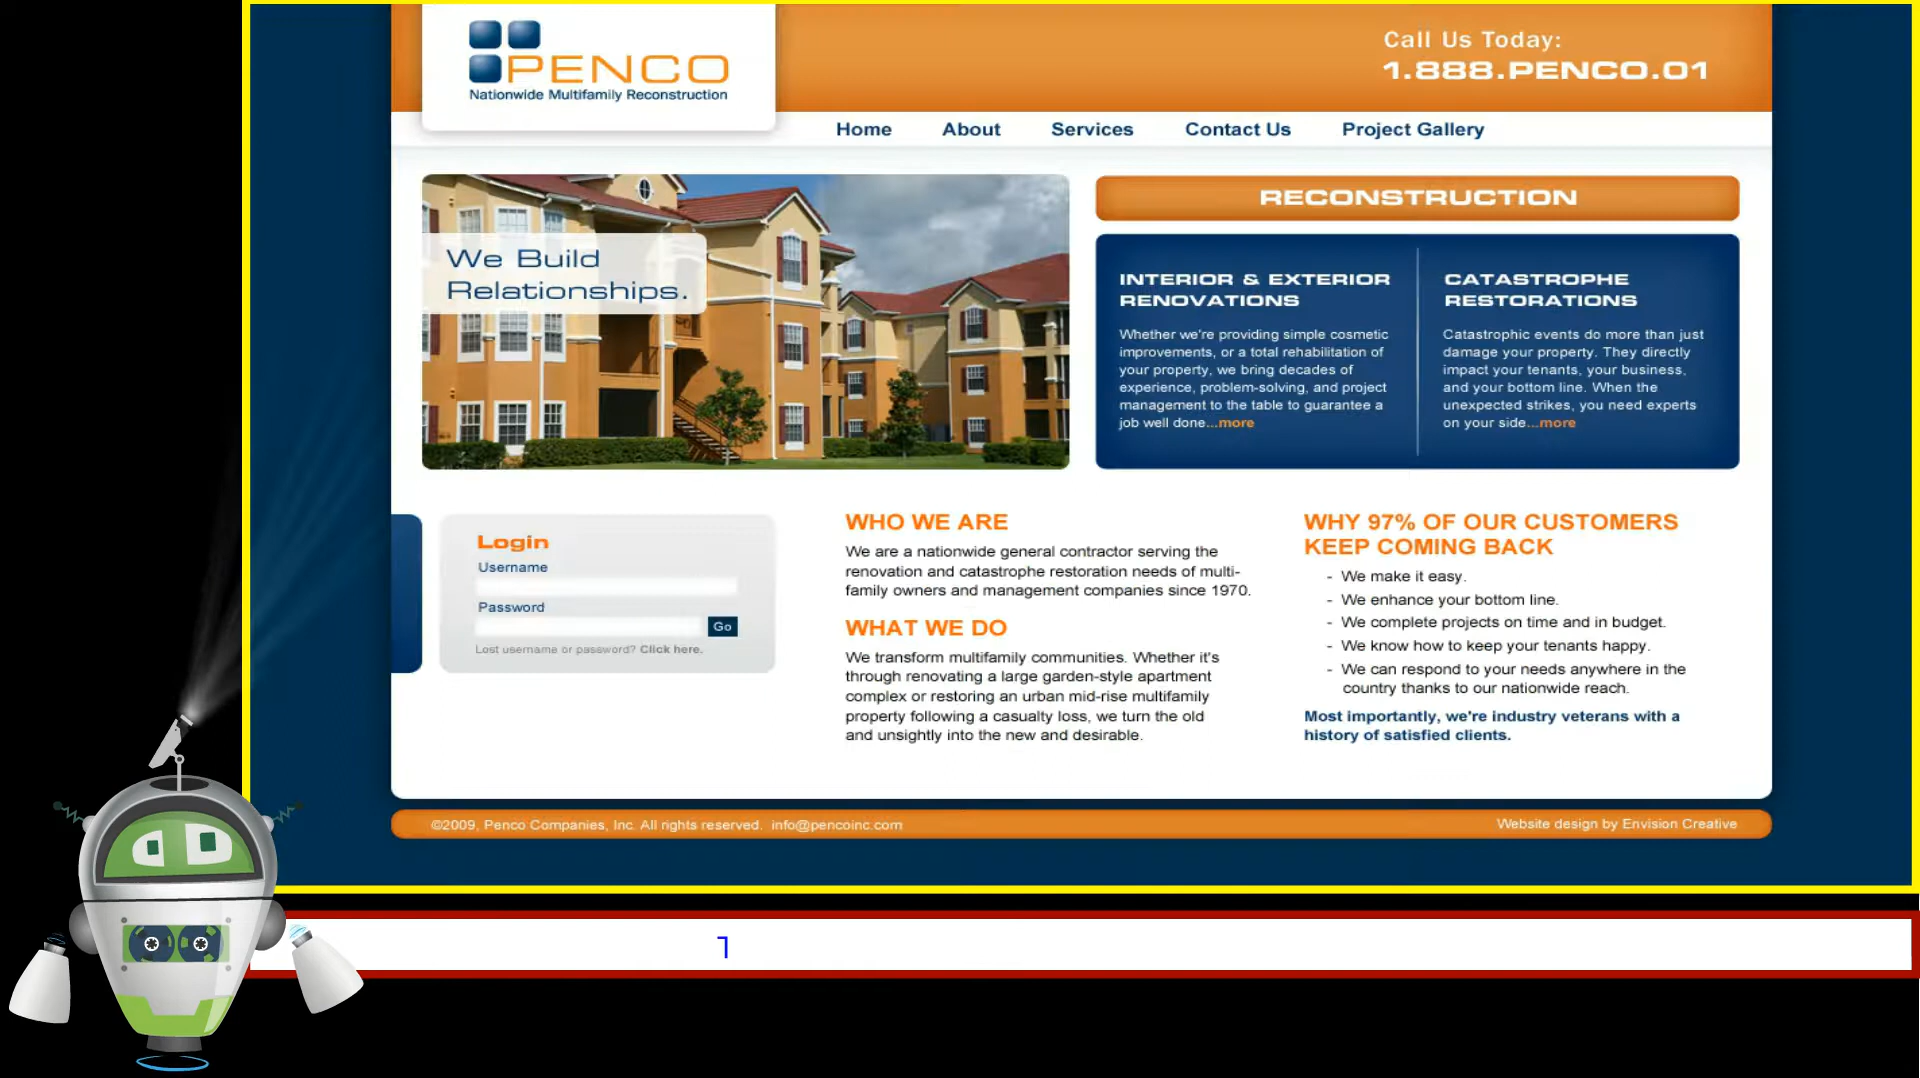 Call Us Today:
1.888.PENCO.01
PENCO
Nationwide Multifamily Reconstruction
Home About Services Contact Us Project Gallery
We Build
Relationships.
RECONSTRUCTION
INTERIOR & EXTERIOR
RENOVATIONS
Whether we're providing simple cosmetic
improvements, or a total rehabilitation of
your property, we bring decades of
experience, problem-solving, and project
management to the table to guarantee a
job well done...more
CATASTROPHE
RESTORATIONS
Catastrophic events do more than just
damage your property. They directly
impact your tenants, your business,
and your bottom line. When the
unexpected strikes, you need experts
on your side...more
Login
Username
Password
Go
Lost username or password? Click here.
WHO WE ARE
We are a nationwide general contractor serving the
renovation and catastrophe restoration needs of multi-
family owners and management companies since 1970.
WHAT WE DO
We transform multifamily communities. Whether it's
through renovating a large garden-style apartment
complex or restoring an urban mid-rise multifamily
property following a casualty loss, we turn the old
and unsightly into the new and desirable.
WHY 97% OF OUR CUSTOMERS
KEEP COMING BACK
- We make it easy.
- We enhance your bottom line.
- We complete projects on time and in budget.
- We know how to keep your tenants happy.
- We can respond to your needs anywhere in the
country thanks to our nationwide reach.
Most importantly, we're industry veterans with a
history of satisfied clients.
©2009, Penco Companies, Inc. All rights reserved. info@pencoinc.com
Website design by Envision Creative